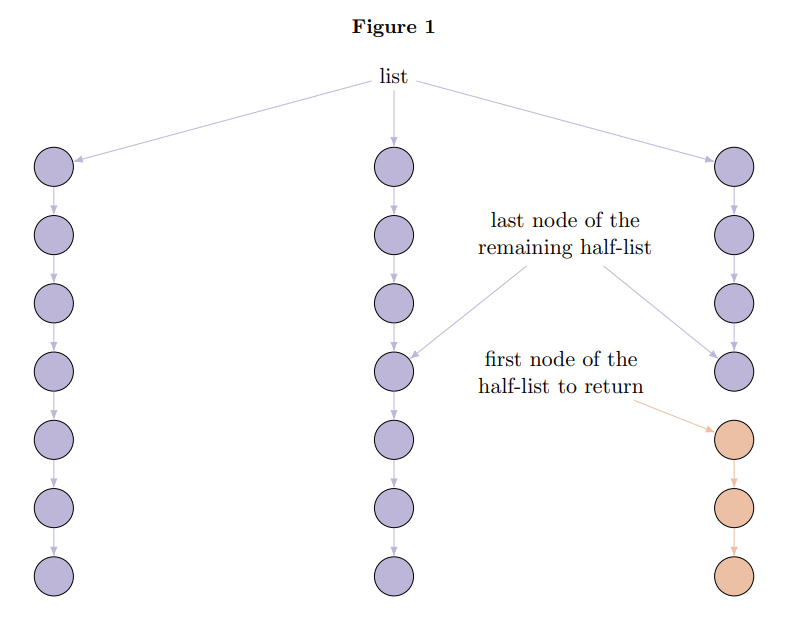 Figure 1
list
last node of the
remaining half-list
first node of the
half-list to return